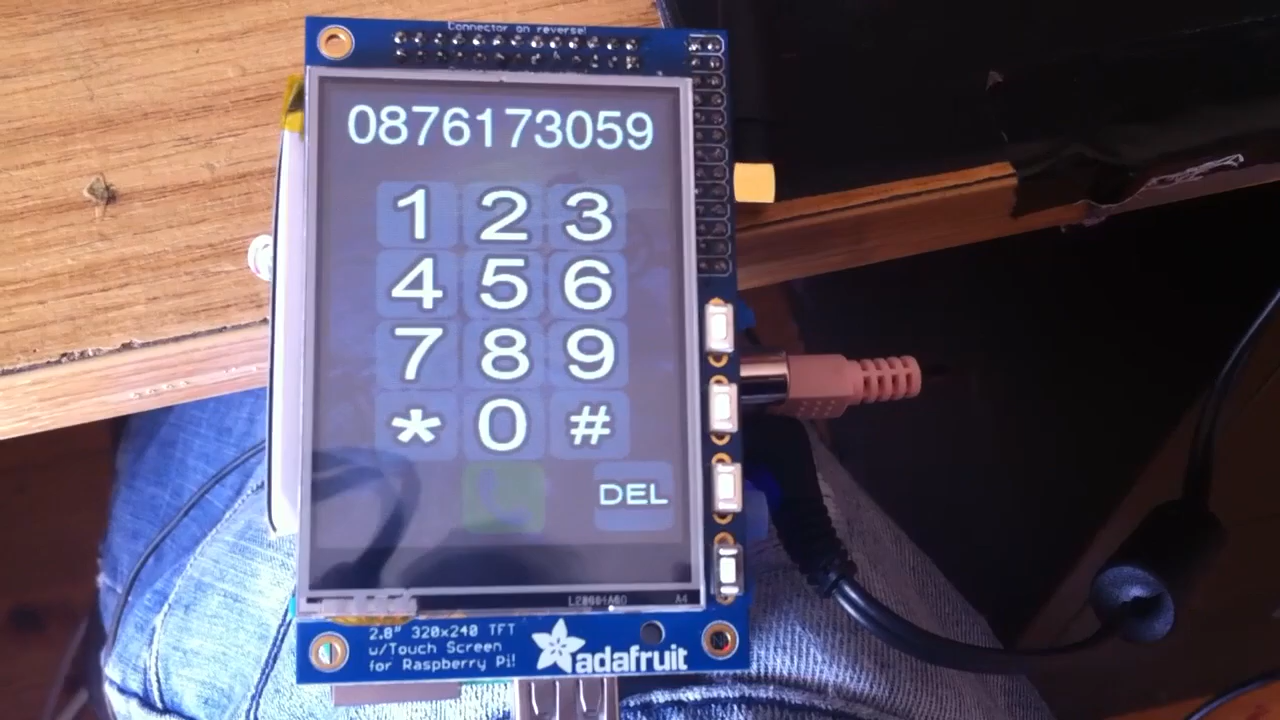 Connector on reverse!
0876173059
1 2 3
4 5 6
7 8 9
* 0 #
DEL
A4
2.8" 320x240 TFT
w/Touch Screen
for Raspberry Pi!
adafruit